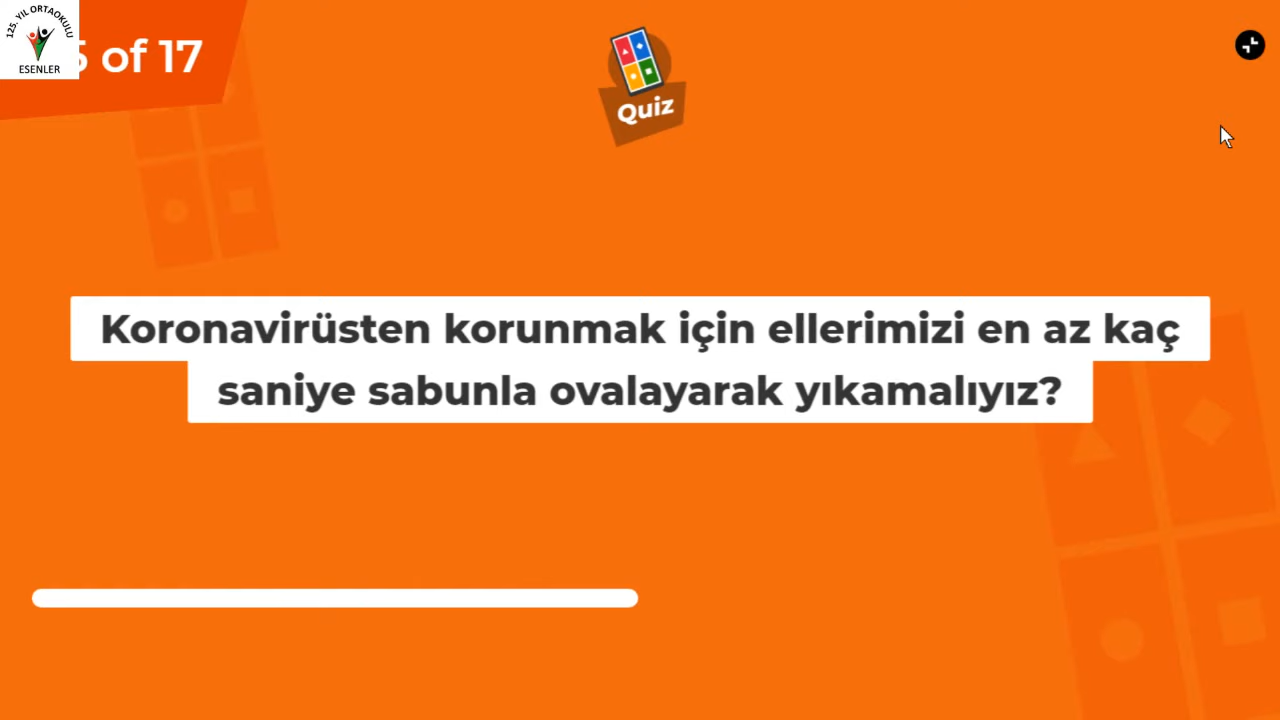 125. YIL ORTAOKULU
ESENLER
of 17
Quiz
Koronavirüsten korunmak için ellerimizi en az kaç
saniye sabunla ovalayarak yıkamalıyız?